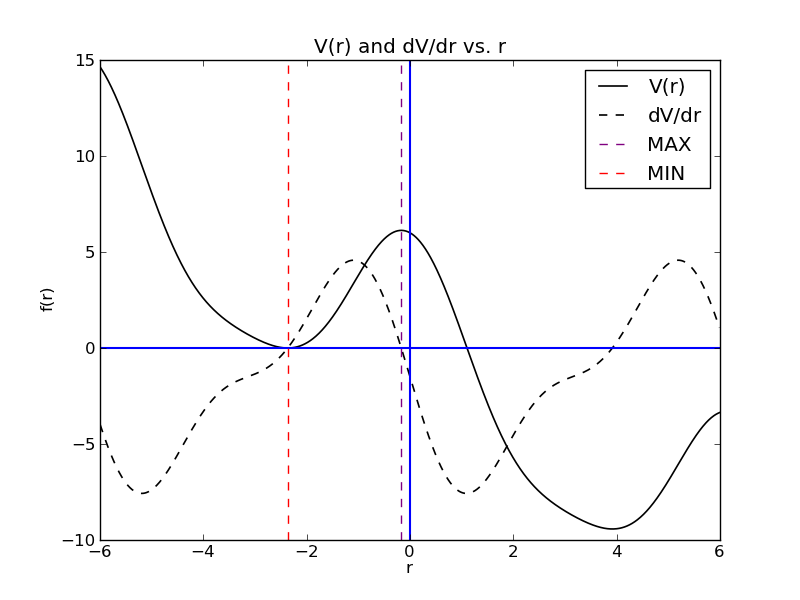 V(r) and dV/dr vs. r
15
10
5
0
−5
−10
f(r)
V(r)
dV/dr
MAX
MIN
−6 −4 −2 0 2 4 6
r